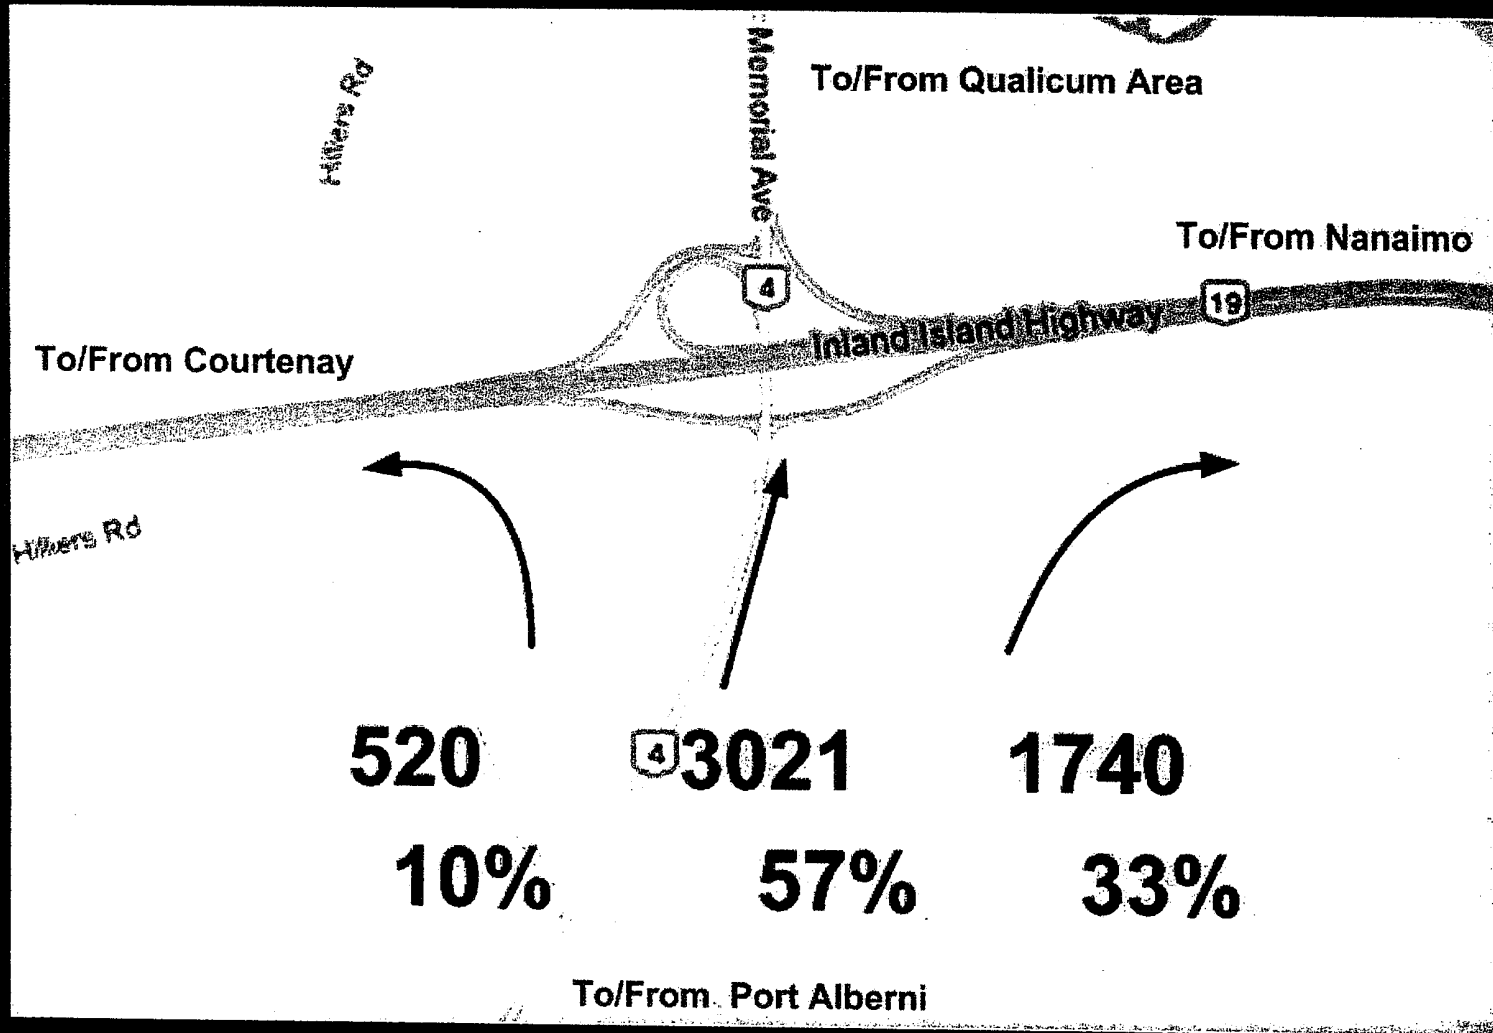 Hilliers Rd
Memorial Ave
To/From Qualicum Area
To/From Nanaimo
4
19
Inland Island Highway
To/From Courtenay
Hilliers Rd
520
4
3021
1740
10%
57%
33%
To/From Port Alberni